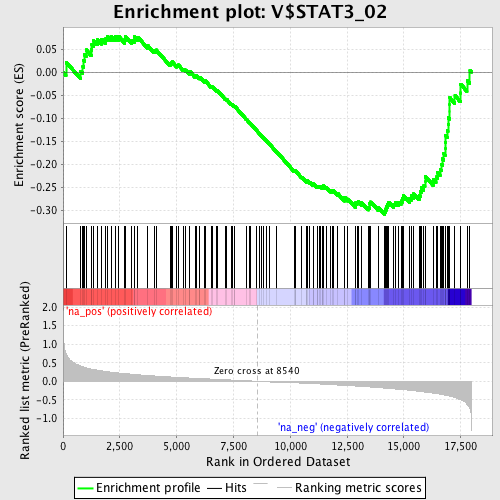 Enrichment plot: V$STAT3_02
Enrichment score (ES)
0.05
0.00
-0.05
-0.10
-0.15
-0.20
-0.25
-0.30
'na_pos' (positively correlated)
Ranked list metric (PreRanked)
2.0
1.5
1.0
0.5
0.0
-0.5
-1.0
Zero cross at 8540
'na_neg' (negatively correlated)
0
2,500
5,000
7,500
10,000
12,500
15,000
17,500
Rank in Ordered Dataset
Enrichment profile
Hits
Ranking metric scores